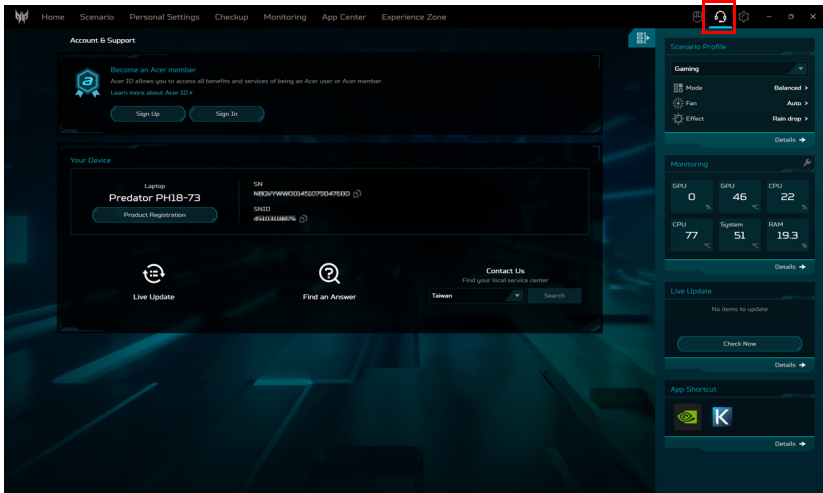 Home Scenario Personal Settings Checkup Monitoring App Center Experience Zone
Account & Support
Become an Acer member
Acer ID allows you to access all benefits and services of being an Acer user or Acer member.
Learn more about Acer ID >
Sign Up Sign In
Your Device
Laptop
Predator PH18-73
Product Registration
SN
SNID
Live Update
Find an Answer
Contact Us
Find your local service center
Taiwan Search
Scenario Profile
Gaming
Mode Balanced >
Fan Auto >
Effect Rain drop >
Details →
Monitoring
GPU 0 %
GPU 46 °C
CPU 22 %
CPU 77 °C
System 51 °C
RAM 19.3 %
Details →
Live Update
No items to update
Check Now
Details →
App Shortcut
K
Details →